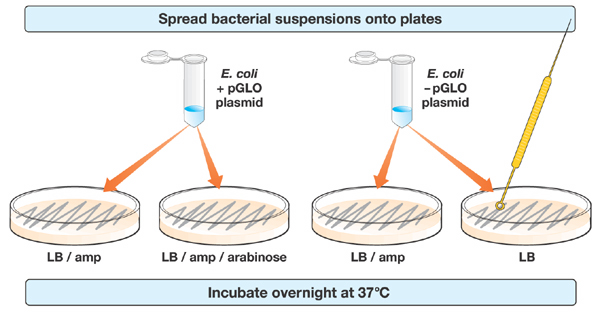 Spread bacterial suspensions onto plates
E. coli
+ pGLO
plasmid
E. coli
– pGLO
plasmid
LB / amp
LB / amp / arabinose
LB / amp
LB
Incubate overnight at 37°C